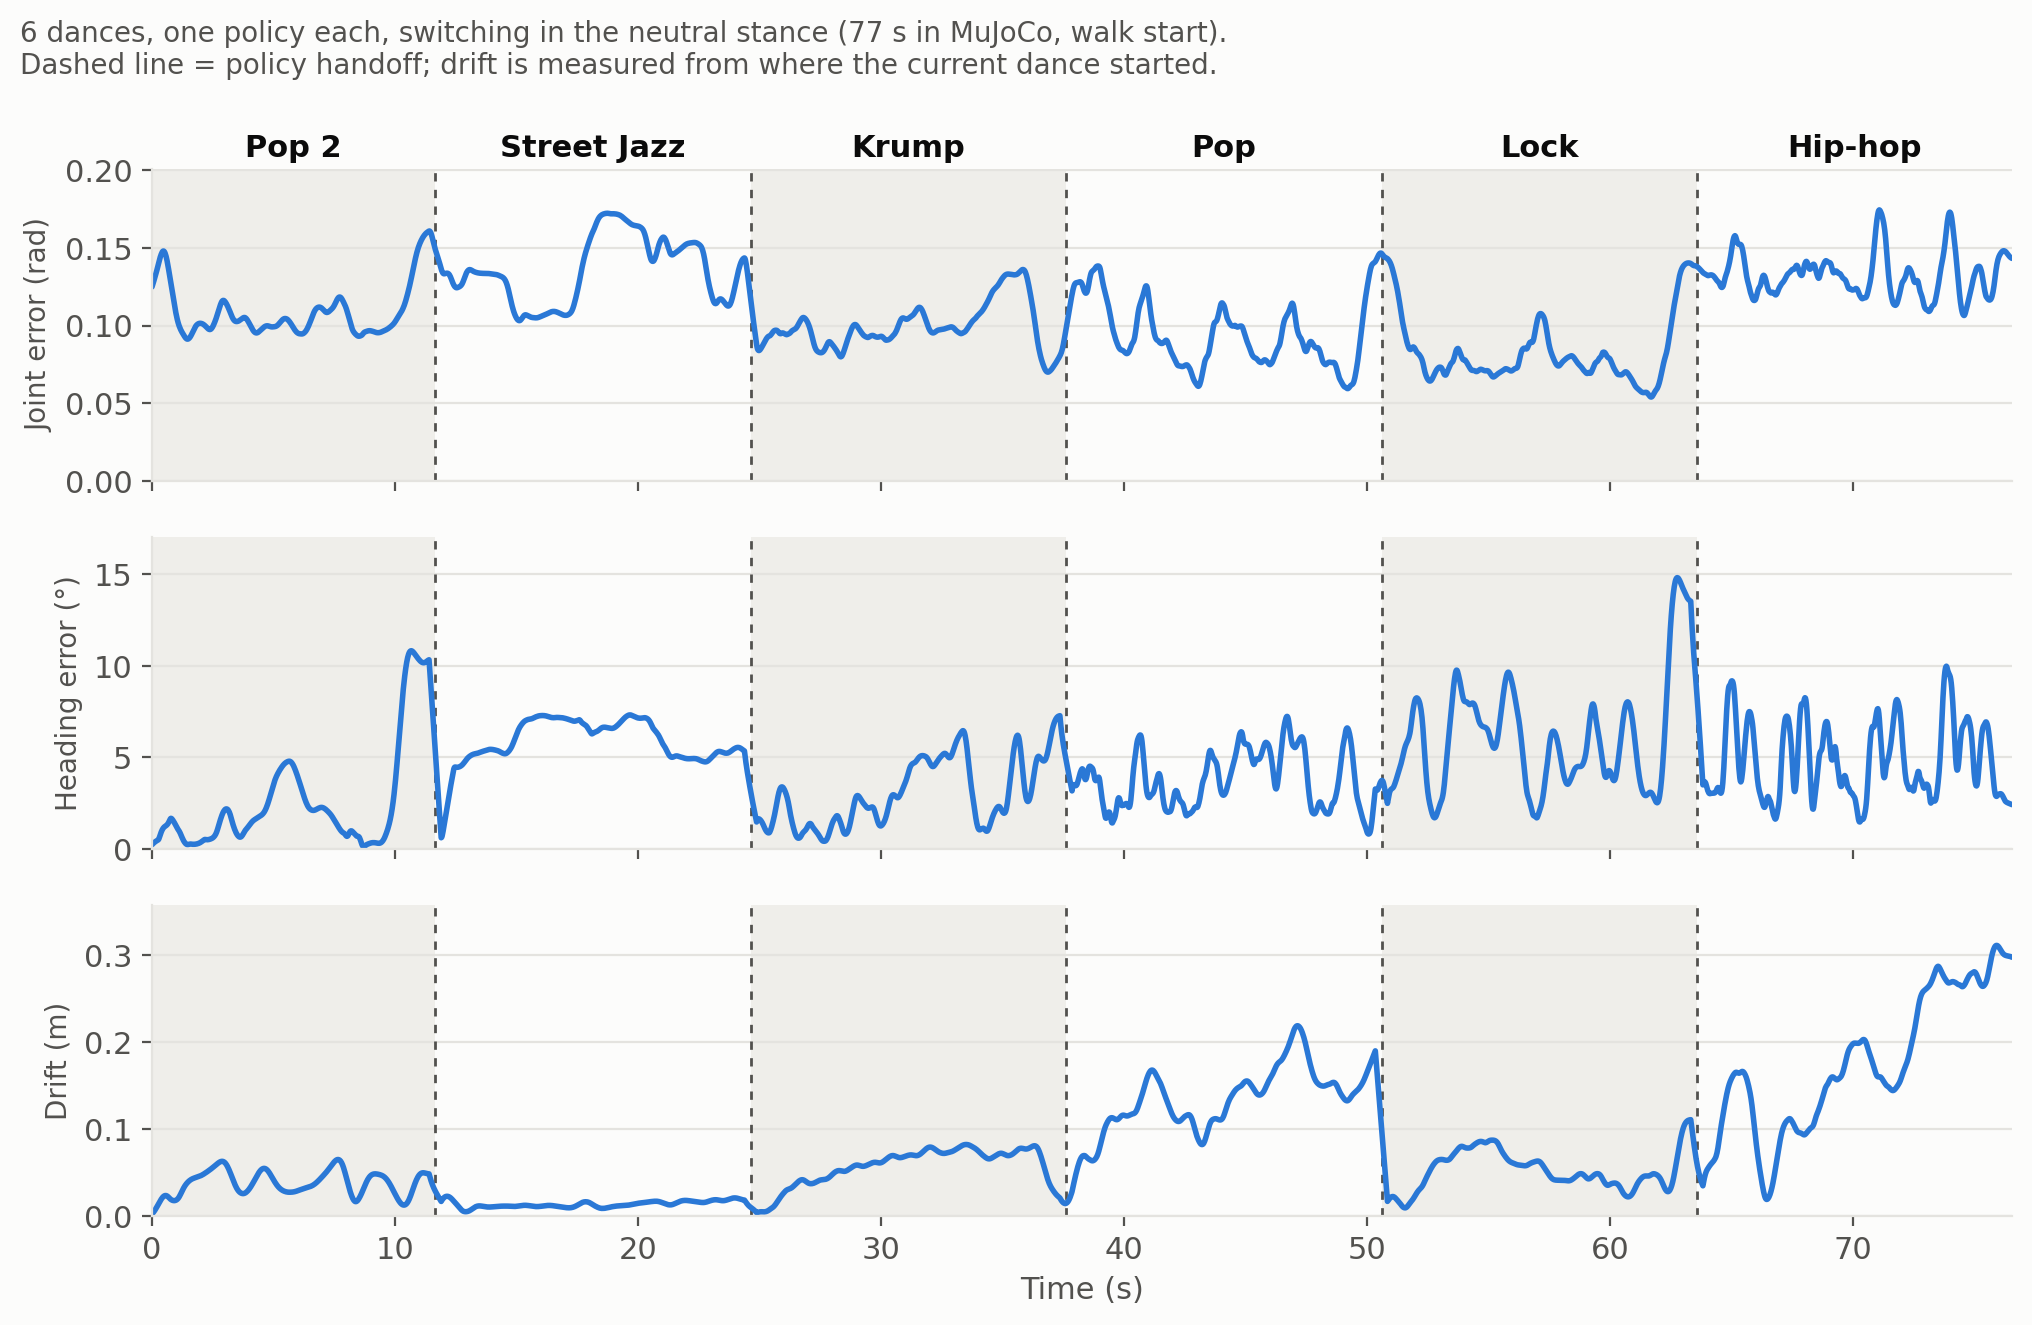 6 dances, one policy each, switching in the neutral stance (77 s in MuJoCo, walk start).
Dashed line = policy handoff; drift is measured from where the current dance started.
Pop 2 Street Jazz Krump Pop Lock Hip-hop
Joint error (rad)
0.20
0.15
0.10
0.05
0.00
Heading error (°)
15
10
5
0
Drift (m)
0.3
0.2
0.1
0.0
0 10 20 30 40 50 60 70
Time (s)